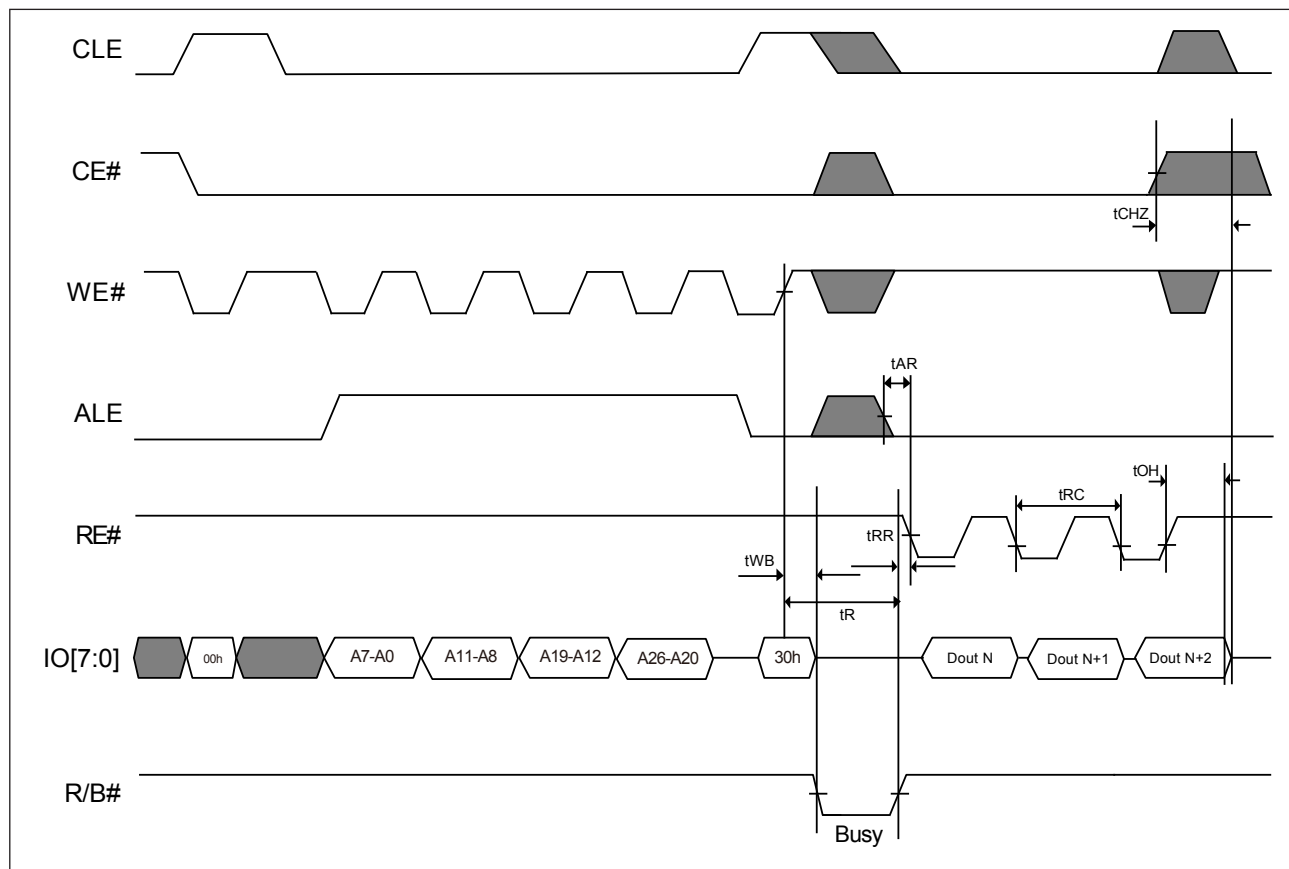 CLE
CE#
tCHZ
WE#
tAR
ALE
tOH
tRC
RE#
tRR
tWB
tR
IO[7:0]
00h
A7-A0
A11-A8
A19-A12
A26-A20
30h
Dout N
Dout N+1
Dout N+2
R/B#
Busy